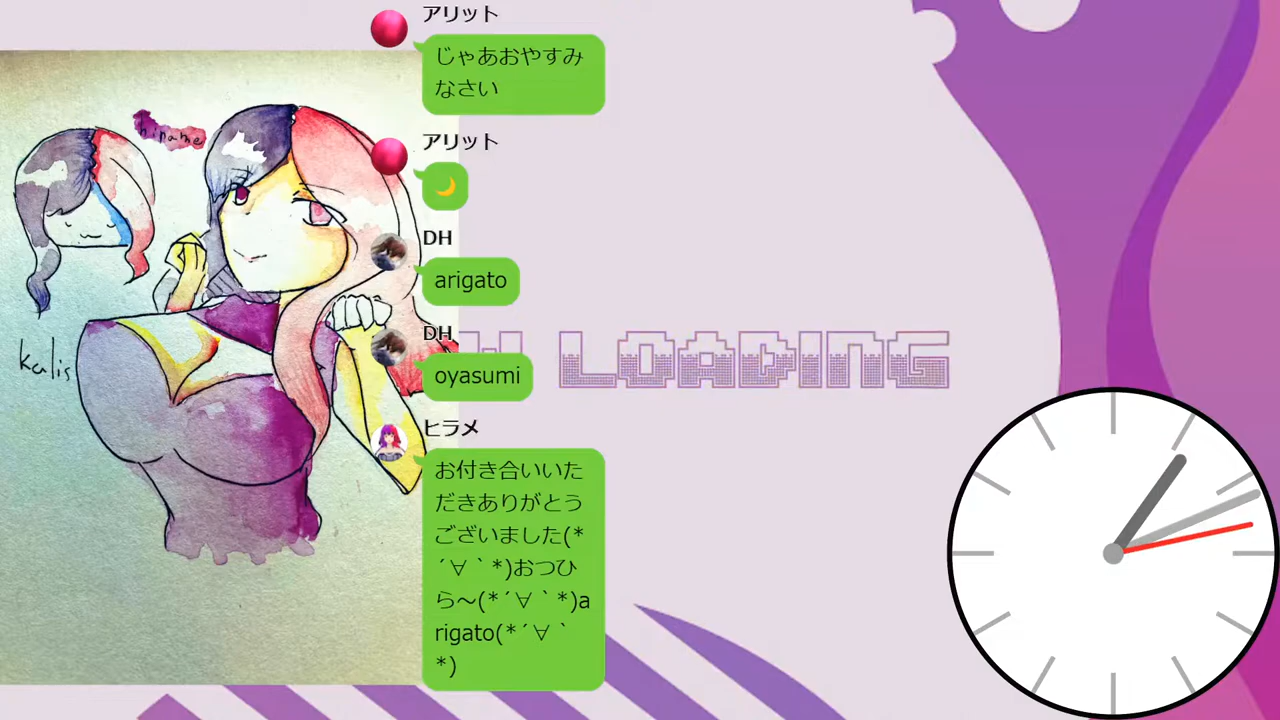 アリット
じゃあおやすみ
なさい
アリット
🌙
DH
arigato
DH
oyasumi
ヒラメ
お付き合いいた
だきありがとう
ございました(*
´∀｀*)おつひ
ら～(*´∀｀*)a
rigato(*´∀｀
*)
hirame
kalis
LOADING